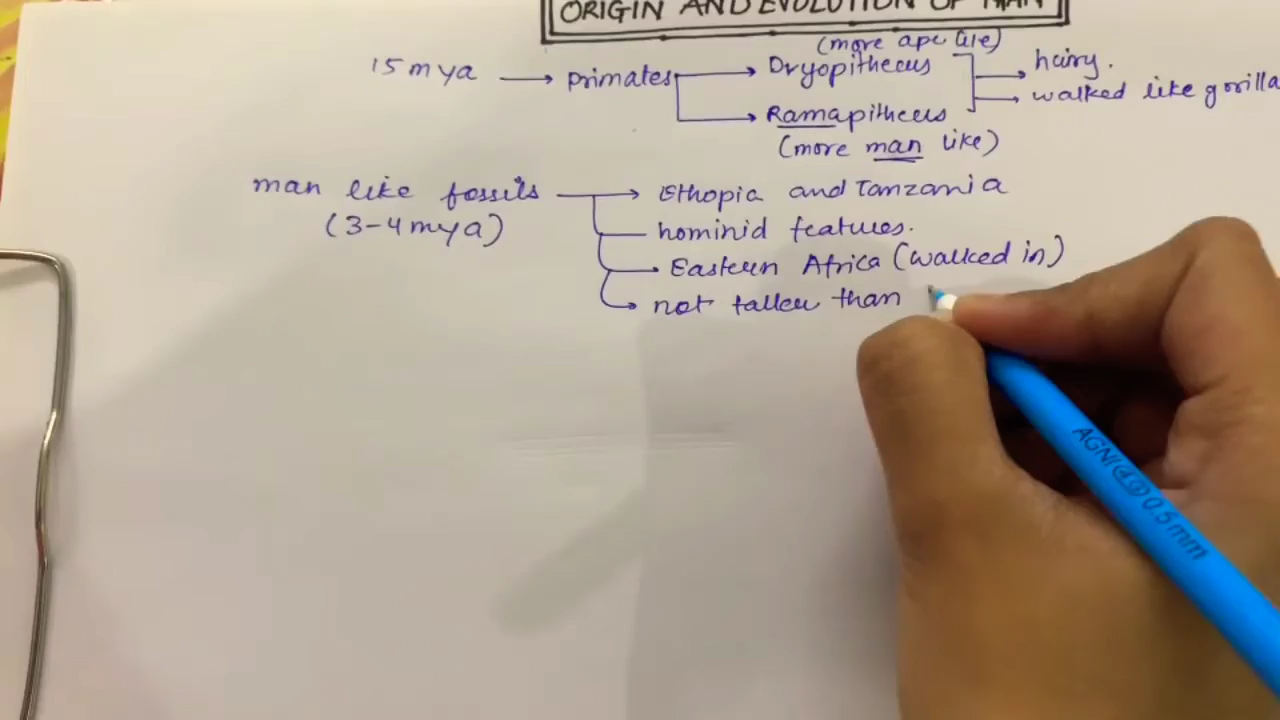 ORIGIN AND EVOLUTION OF MAN
(more ape like)
15 mya → primates → Dryopithecus → hairy.
→ walked like gorilla
→ Ramapithecus
(more man like)
man like fossils → Ethopia and Tanzania
(3-4 mya) hominid features.
→ Eastern Africa (walked in)
→ not taller than
AGNI 0.5mm